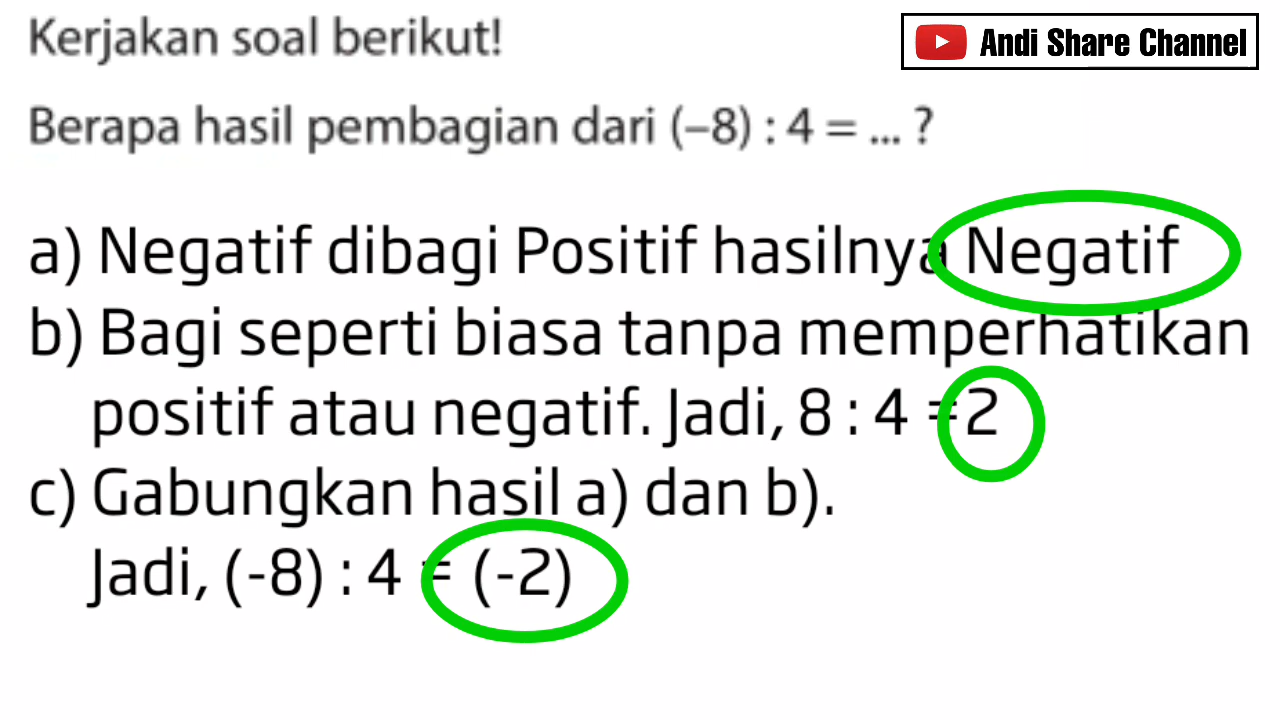 Kerjakan soal berikut!
Andi Share Channel
Berapa hasil pembagian dari (–8) : 4 = ... ?
a) Negatif dibagi Positif hasilnya Negatif
b) Bagi seperti biasa tanpa memperhatikan
positif atau negatif. Jadi, 8 : 4 = 2
c) Gabungkan hasil a) dan b).
Jadi, (-8) : 4 = (-2)